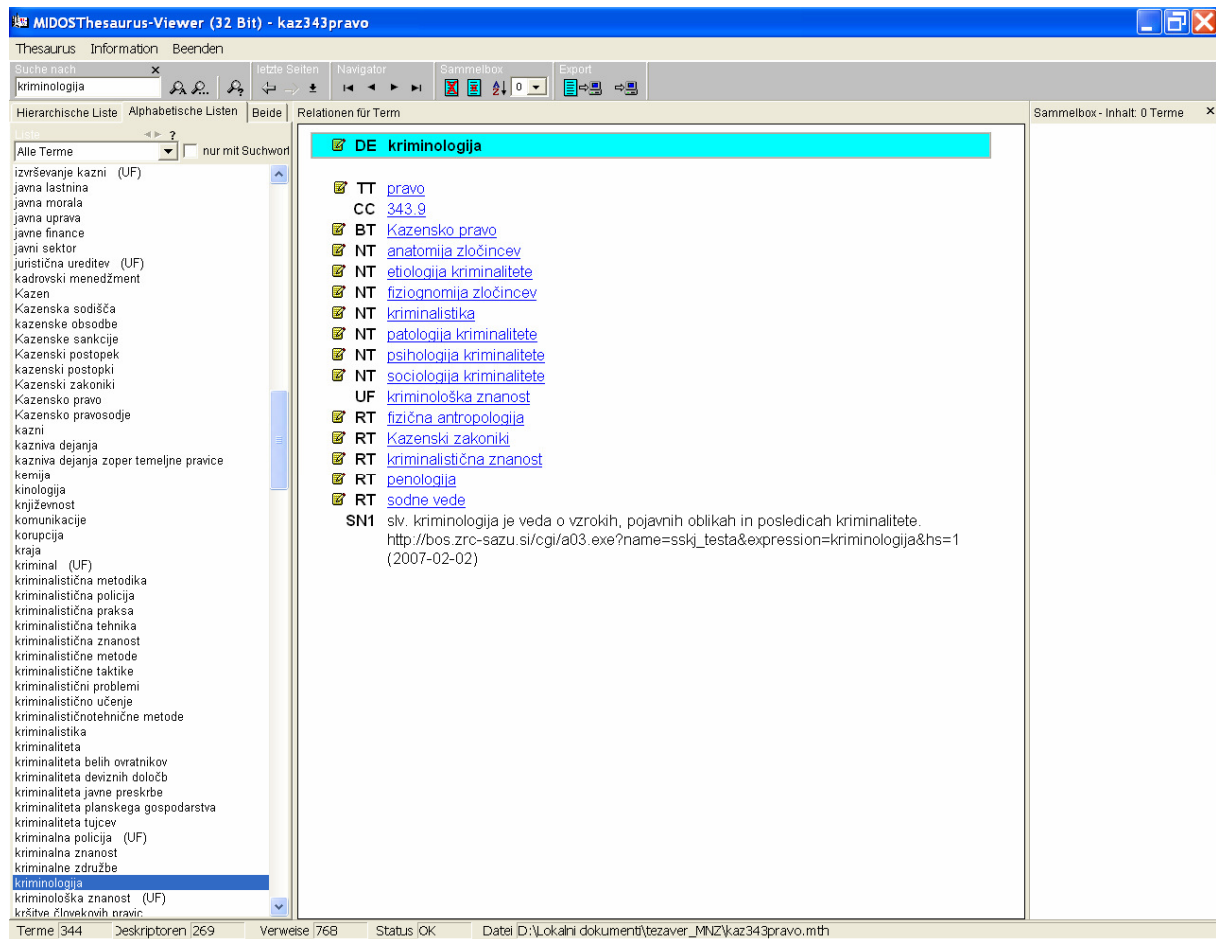 MIDOSThesaurus-Viewer (32 Bit) - kaz343pravo
Thesaurus Information Beenden
Suche nach x letzte Seiten Navigator Sammelbox Export
kriminologija 0
Hierarchische Liste Alphabetische Listen Beide Relationen für Term Sammelbox - Inhalt: 0 Terme x
Liste ?
Alle Terme nur mit Suchwort
izvrševanje kazni (UF)
javna lastnina
javna morala
javna uprava
javne finance
javni sektor
juristična ureditev (UF)
kadrovski menedžment
Kazen
Kazenska sodišča
kazenske obsodbe
Kazenske sankcije
Kazenski postopek
kazenski postopki
Kazenski zakoniki
Kazensko pravo
Kazensko pravosodje
kazni
kazniva dejanja
kazniva dejanja zoper temeljne pravice
kemija
kinologija
književnost
komunikacije
korupcija
kraja
kriminal (UF)
kriminalistična metodika
kriminalistična policija
kriminalistična praksa
kriminalistična tehnika
kriminalistična znanost
kriminalistične metode
kriminalistične taktike
kriminalistični problemi
kriminalistično učenje
kriminalističnotehnične metode
kriminalistika
kriminaliteta
kriminaliteta belih ovratnikov
kriminaliteta deviznih določb
kriminaliteta javne preskrbe
kriminaliteta planskega gospodarstva
kriminaliteta tujcev
kriminalna policija (UF)
kriminalna znanost
kriminalne združbe
kriminologija
kriminološka znanost (UF)
kršitve človekovih pravic
DE kriminologija
TT pravo
CC 343.9
BT Kazensko pravo
NT anatomija zločincev
NT etiologija kriminalitete
NT fiziognomija zločincev
NT kriminalistika
NT patologija kriminalitete
NT psihologija kriminalitete
NT sociologija kriminalitete
UF kriminološka znanost
RT fizična antropologija
RT Kazenski zakoniki
RT kriminalistična znanost
RT penologija
RT sodne vede
SN1 slv. kriminologija je veda o vzrokih, pojavnih oblikah in posledicah kriminalitete.
http://bos.zrc-sazu.si/cgi/a03.exe?name=sskj_testa&expression=kriminologija&hs=1
(2007-02-02)
Terme 344 Deskriptoren 269 Verweise 768 Status OK Datei D:\Lokalni dokumenti\tezaver_MNZ\kaz343pravo.mth